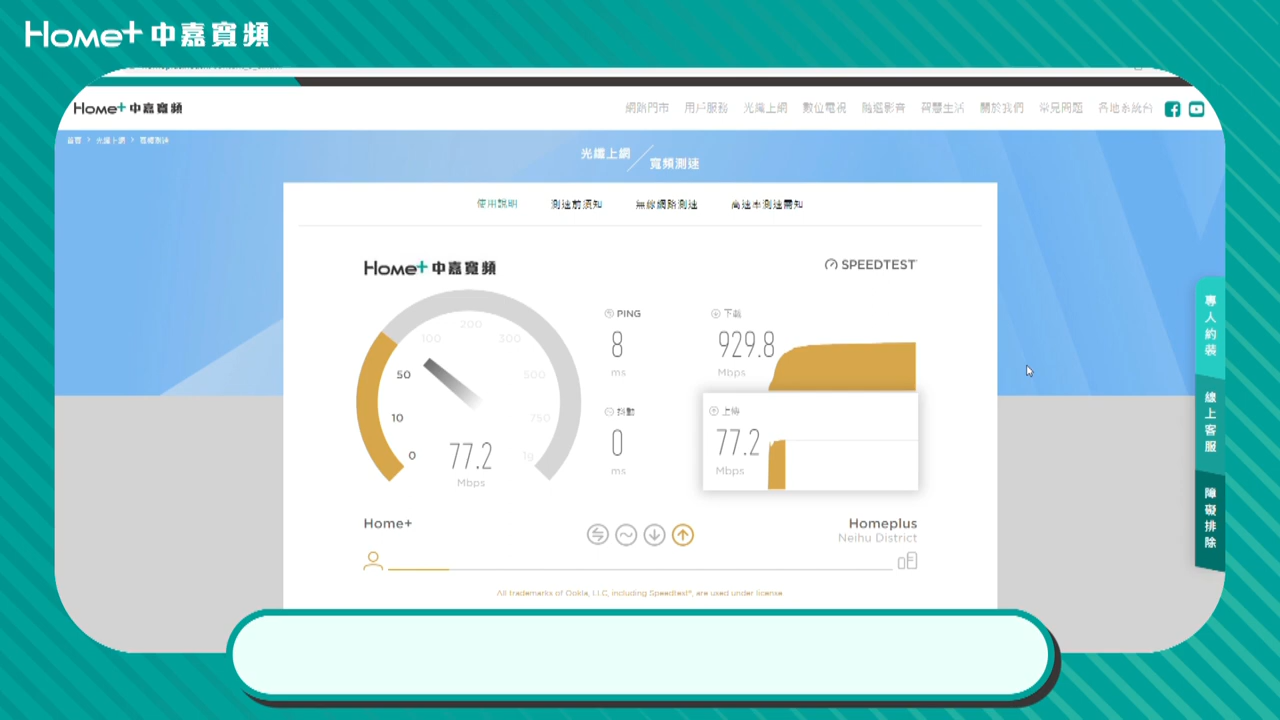 Home+ 中嘉寬頻
Home+ 中嘉寬頻
網路門市 用戶服務 光纖上網 數位電視 隨選影音 智慧生活 關於我們 常見問題 各地系統台
首頁 > 光纖上網 > 寬頻測速
光纖上網
寬頻測速
使用說明 測速前須知 無線網路測速 高速率測速需知
Home+ 中嘉寬頻
SPEEDTEST
PING
8
ms
下載
929.8
Mbps
抖動
0
ms
上傳
77.2
Mbps
0
10
50
100
200
300
500
750
1g
77.2
Mbps
Home+
Homeplus
Neihu District
All trademarks of Ookla, LLC, including Speedtest®, are used under license
專人約裝
線上客服
障礙排除